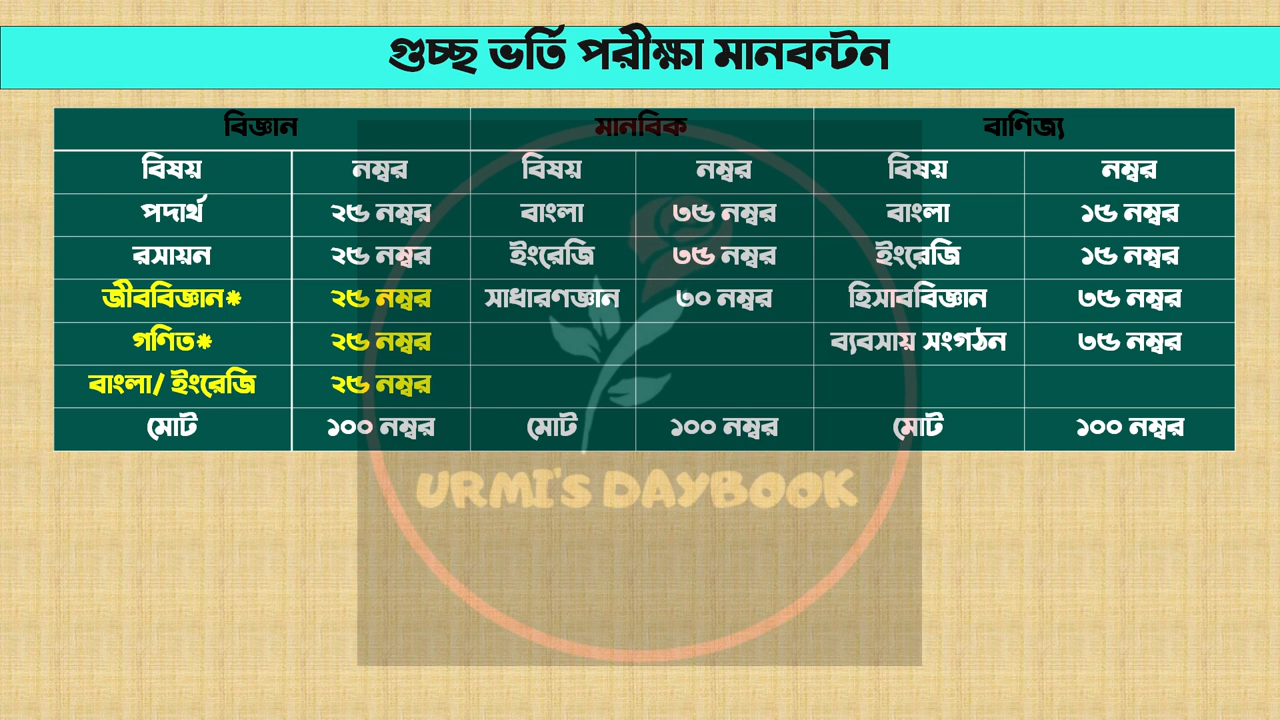 গুচ্ছ ভর্তি পরীক্ষা মানবন্টন
বিজ্ঞান মানবিক বাণিজ্য
বিষয় নম্বর বিষয় নম্বর বিষয় নম্বর
পদার্থ ২৫ নম্বর বাংলা ৩৫ নম্বর বাংলা ১৫ নম্বর
রসায়ন ২৫ নম্বর ইংরেজি ৩৫ নম্বর ইংরেজি ১৫ নম্বর
জীববিজ্ঞান* ২৫ নম্বর সাধারণজ্ঞান ৩০ নম্বর হিসাববিজ্ঞান ৩৫ নম্বর
গণিত* ২৫ নম্বর ব্যবসায় সংগঠন ৩৫ নম্বর
বাংলা/ ইংরেজি ২৫ নম্বর
মোট ১০০ নম্বর মোট ১০০ নম্বর মোট ১০০ নম্বর
URMI'S DAYBOOK